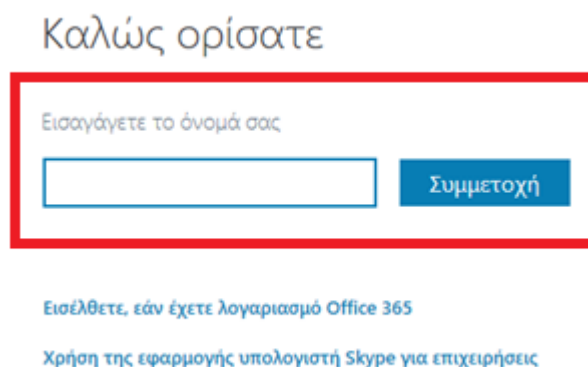 Καλώς ορίσατε
Εισαγάγετε το όνομά σας
Συμμετοχή
Εισέλθετε, εάν έχετε λογαριασμό Office 365
Χρήση της εφαρμογής υπολογιστή Skype για επιχειρήσεις